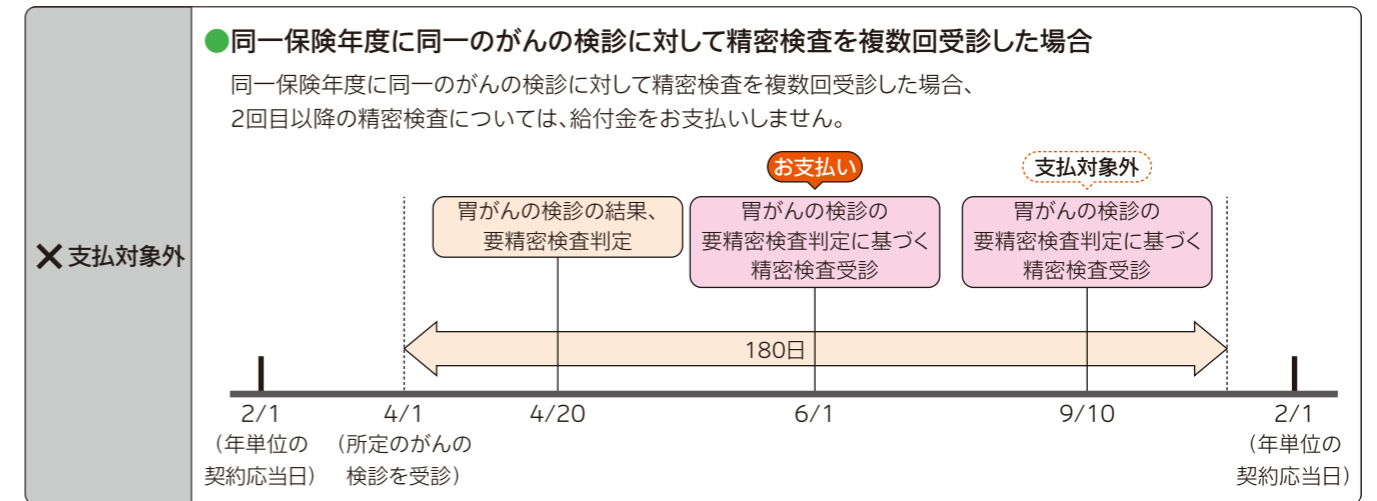 ●同一保険年度に同一のがんの検診に対して精密検査を複数回受診した場合
同一保険年度に同一のがんの検診に対して精密検査を複数回受診した場合、
2回目以降の精密検査については、給付金をお支払いしません。
✕支払対象外
お支払い
支払対象外
胃がんの検診の結果、
要精密検査判定
胃がんの検診の
要精密検査判定に基づく
精密検査受診
胃がんの検診の
要精密検査判定に基づく
精密検査受診
180日
2/1
(年単位の
契約応当日)
4/1
(所定のがんの
検診を受診)
4/20
6/1
9/10
2/1
(年単位の
契約応当日)